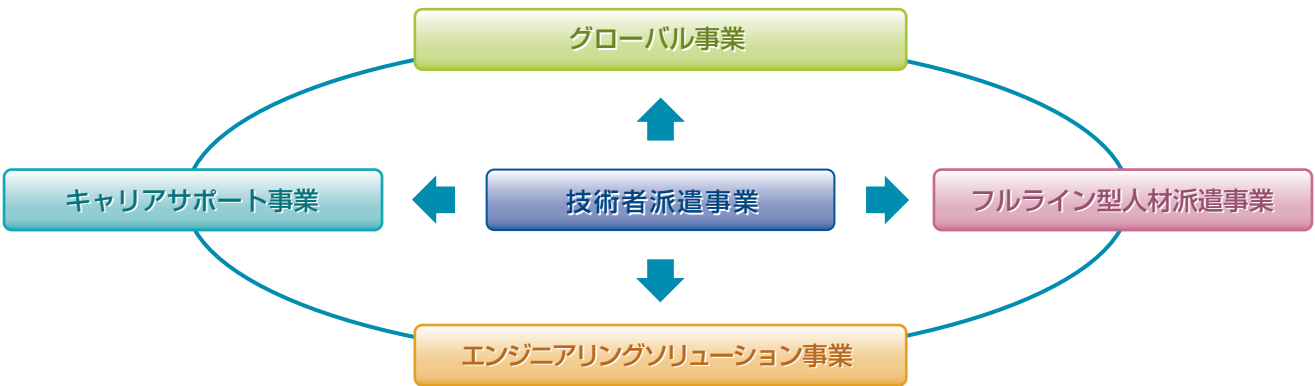 グローバル事業
キャリアサポート事業
技術者派遣事業
フルライン型人材派遣事業
エンジニアリングソリューション事業